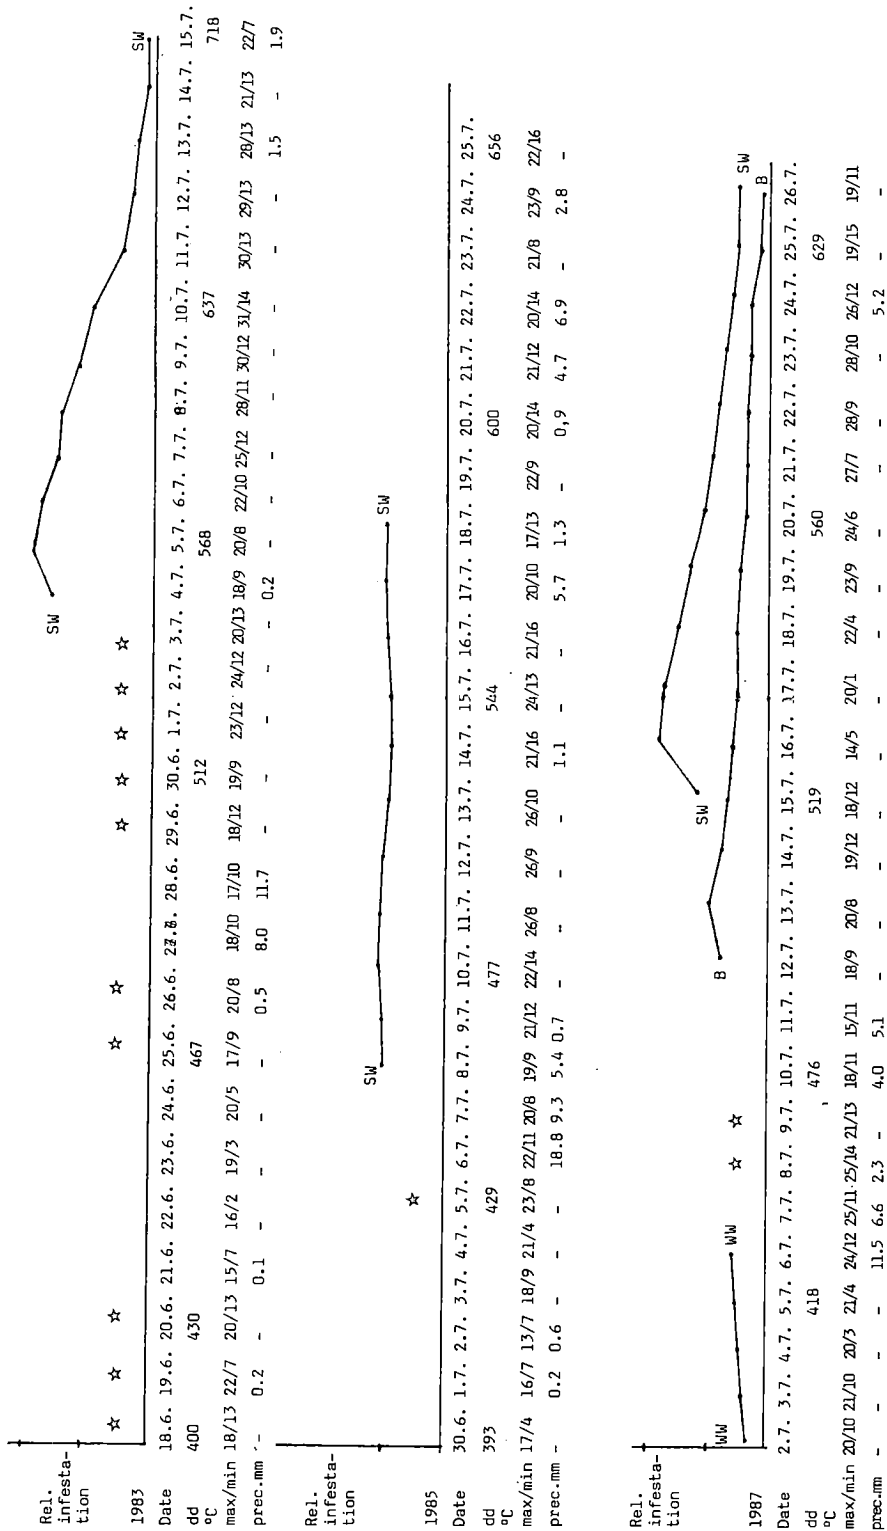 Rel.
infesta-
tion
SW
SW
1983
Date 18.6. 19.6. 20.6. 21.6. 22.6. 23.6. 24.6. 25.6. 26.6. 27.6. 28.6. 29.6. 30.6. 1.7. 2.7. 3.7. 4.7. 5.7. 6.7. 7.7. 8.7. 9.7. 10.7. 11.7. 12.7. 13.7. 14.7. 15.7.
dd 400 430 467 512 568 637 718
°C
max/min 18/13 22/7 20/13 15/7 16/2 19/3 20/5 17/9 20/8 18/10 17/10 18/12 19/9 23/12 24/12 20/13 18/9 20/8 22/10 25/12 28/11 30/12 31/14 30/13 29/13 28/13 21/13 22/7
prec.mm - 0.2 - 0.1 - - - - 0.5 8.0 11.7 - - - - - 0.2 - - - - - - - - 1.5 - 1.9
Rel.
infesta-
tion
SW
SW
1985
Date 30.6. 1.7. 2.7. 3.7. 4.7. 5.7. 6.7. 7.7. 8.7. 9.7. 10.7. 11.7. 12.7. 13.7. 14.7. 15.7. 16.7. 17.7. 18.7. 19.7. 20.7. 21.7. 22.7. 23.7. 24.7. 25.7.
dd 393 429 477 544 600 656
°C
max/min 17/4 16/7 13/7 18/9 21/4 23/8 22/11 20/8 19/9 21/12 22/14 26/8 26/9 26/10 21/16 24/13 21/16 20/10 17/13 22/9 20/14 21/12 20/14 21/8 23/9 22/16
prec.mm - 0.2 0.6 - - - 18.8 9.3 5.4 0.7 - - - - 1.1 - - 5.7 1.3 - 0,9 4.7 6.9 - 2.8 -
Rel.
infesta-
tion
WW
WW
B
SW
SW
B
1987
Date 2.7. 3.7. 4.7. 5.7. 6.7. 7.7. 8.7. 9.7. 10.7. 11.7. 12.7. 13.7. 14.7. 15.7. 16.7. 17.7. 18.7. 19.7. 20.7. 21.7. 22.7. 23.7. 24.7. 25.7. 26.7.
dd 418 476 519 560 629
°C
max/min 20/10 21/10 20/3 21/4 24/12 25/11 25/14 21/13 18/11 15/11 18/9 20/8 19/12 18/12 14/5 20/1 22/4 23/9 24/6 27/7 28/9 28/10 26/12 19/15 19/11
prec.mm - - - - 11.5 6.6 2.3 - 4.0 5.1 - - - - - - - - - - - - 5.2 - -